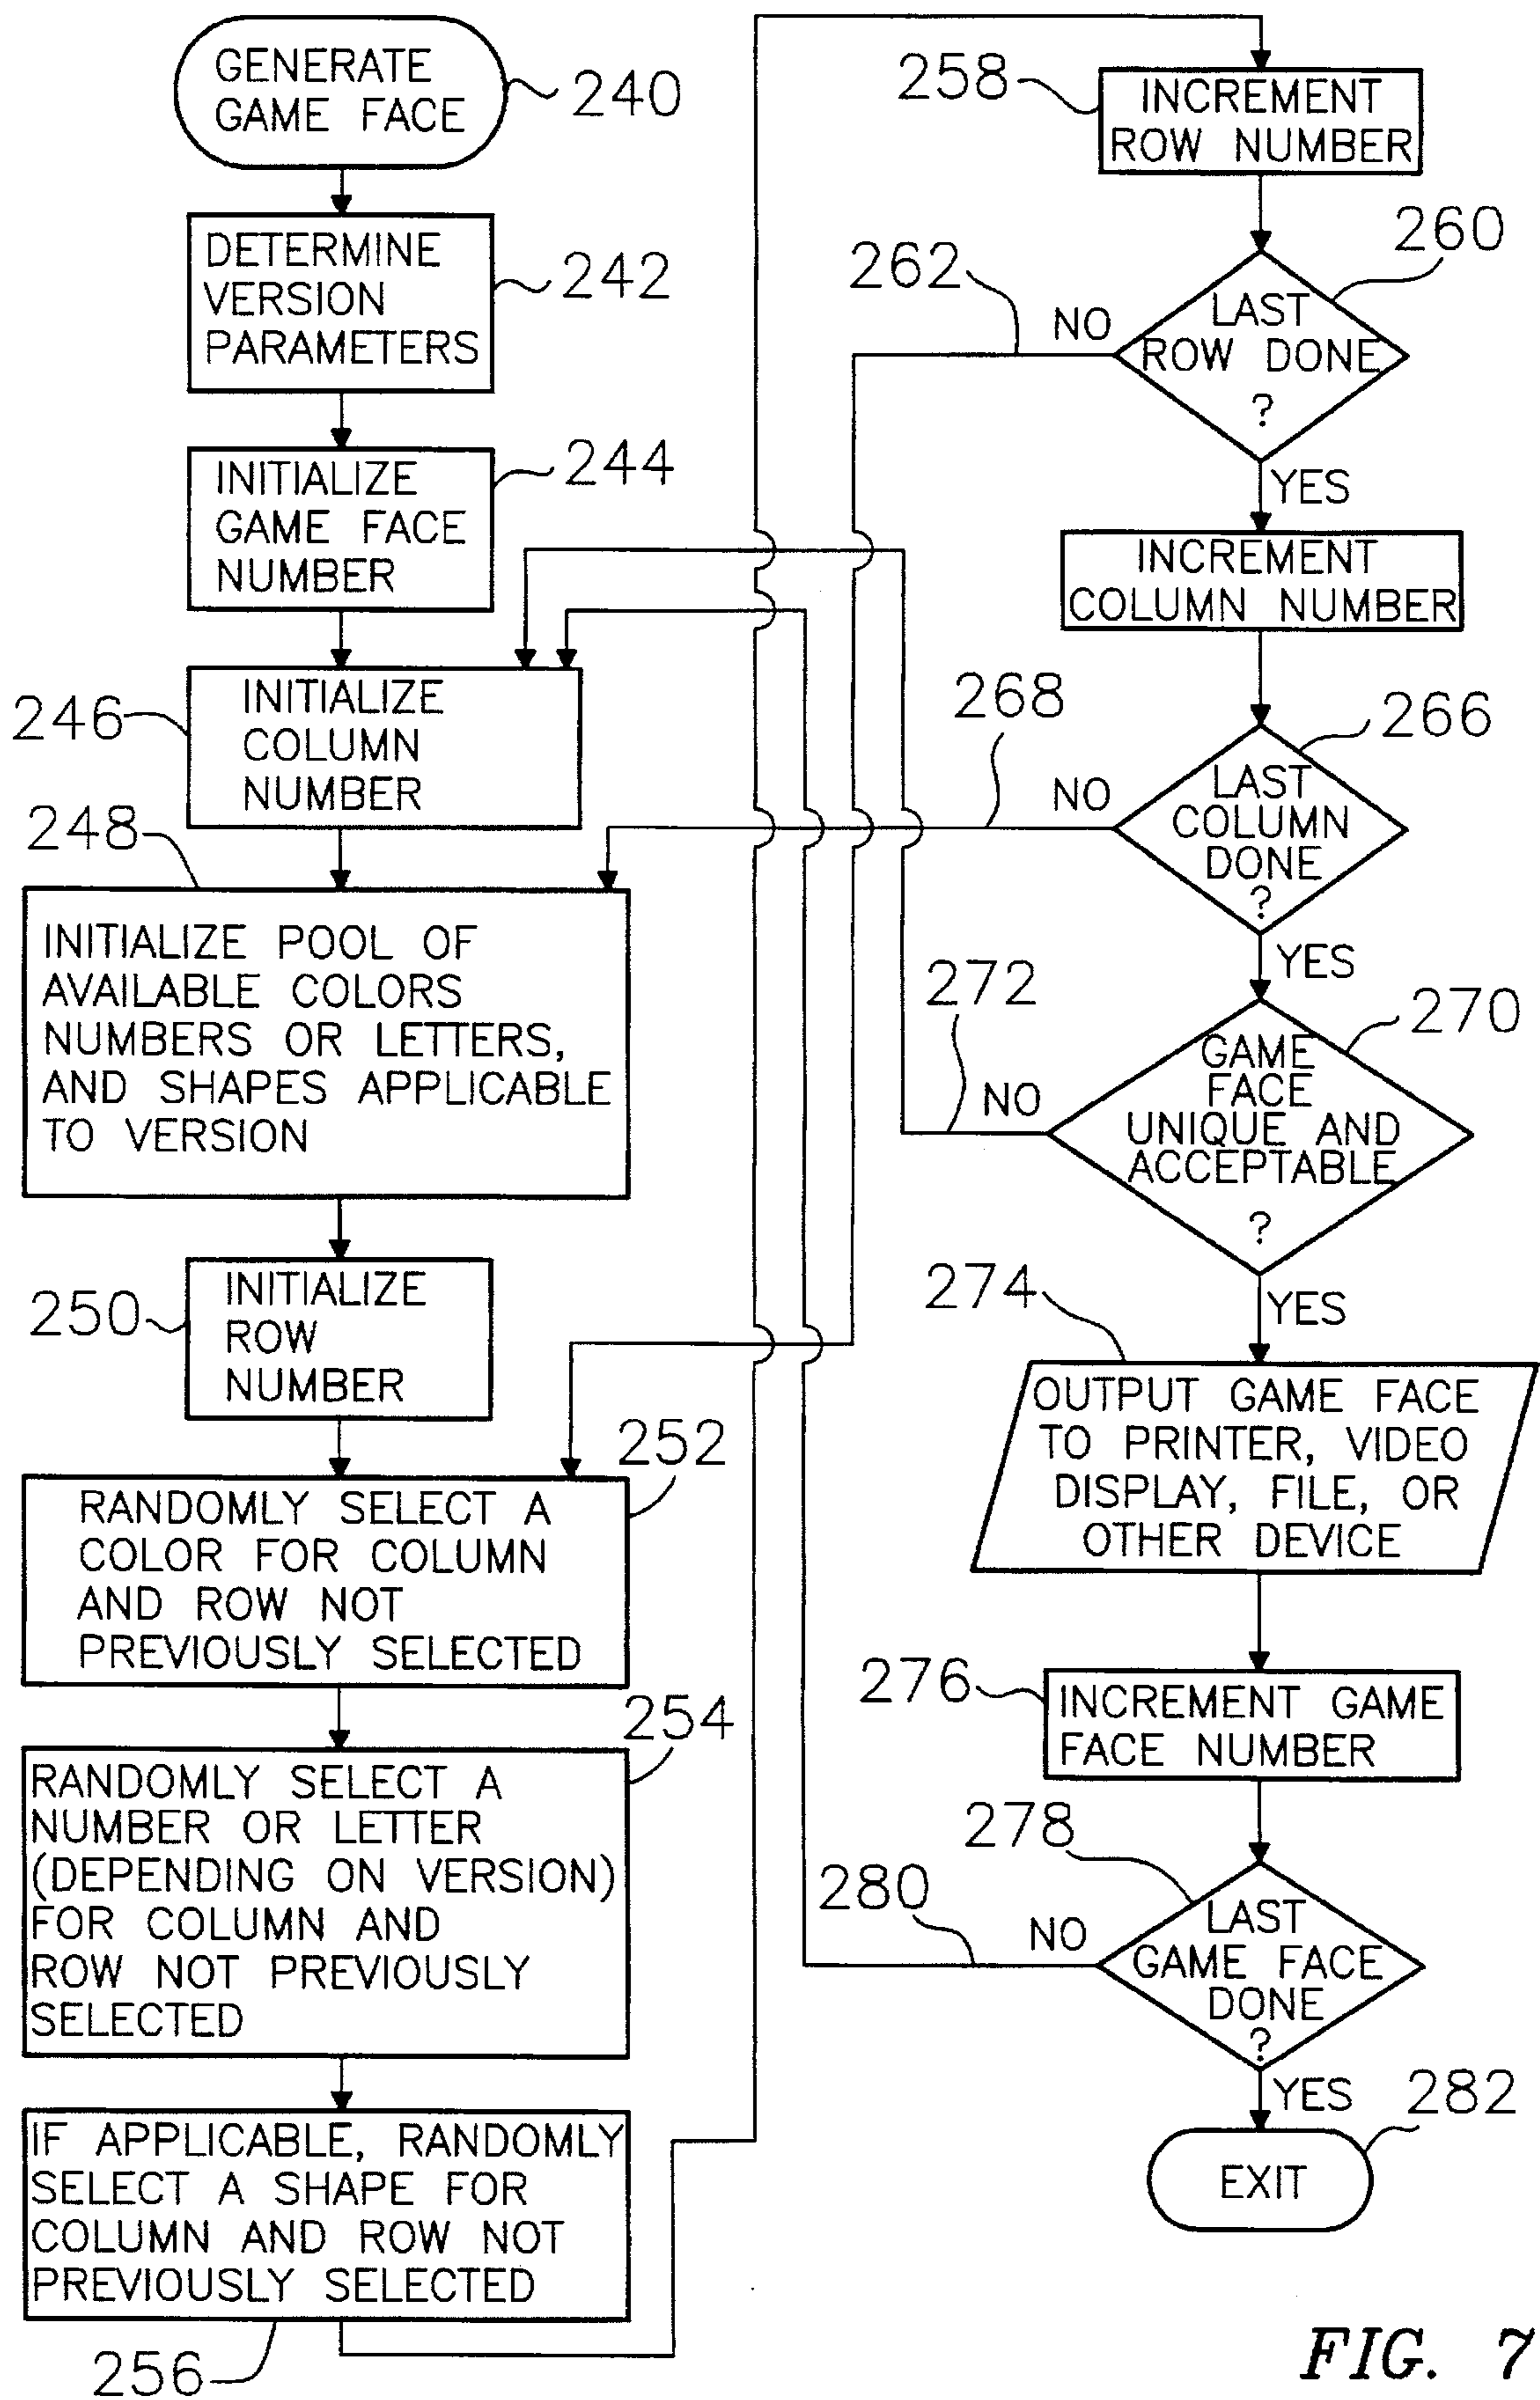 GENERATE
GAME FACE
240
DETERMINE
VERSION
PARAMETERS
242
INITIALIZE
GAME FACE
NUMBER
244
INITIALIZE
COLUMN
NUMBER
246
248
INITIALIZE POOL OF
AVAILABLE COLORS
NUMBERS OR LETTERS,
AND SHAPES APPLICABLE
TO VERSION
INITIALIZE
ROW
NUMBER
250
252
RANDOMLY SELECT A
COLOR FOR COLUMN
AND ROW NOT
PREVIOUSLY SELECTED
254
RANDOMLY SELECT A
NUMBER OR LETTER
(DEPENDING ON VERSION)
FOR COLUMN AND
ROW NOT PREVIOUSLY
SELECTED
IF APPLICABLE, RANDOMLY
SELECT A SHAPE FOR
COLUMN AND ROW NOT
PREVIOUSLY SELECTED
256
258
INCREMENT
ROW NUMBER
260
262
NO
LAST
ROW DONE
?
YES
INCREMENT
COLUMN NUMBER
268
266
NO
LAST
COLUMN
DONE
?
YES
272
270
NO
GAME
FACE
UNIQUE AND
ACCEPTABLE
?
274
YES
OUTPUT GAME FACE
TO PRINTER, VIDEO
DISPLAY, FILE, OR
OTHER DEVICE
276
INCREMENT GAME
FACE NUMBER
278
280
NO
LAST
GAME FACE
DONE
?
YES
282
EXIT
FIG. 7